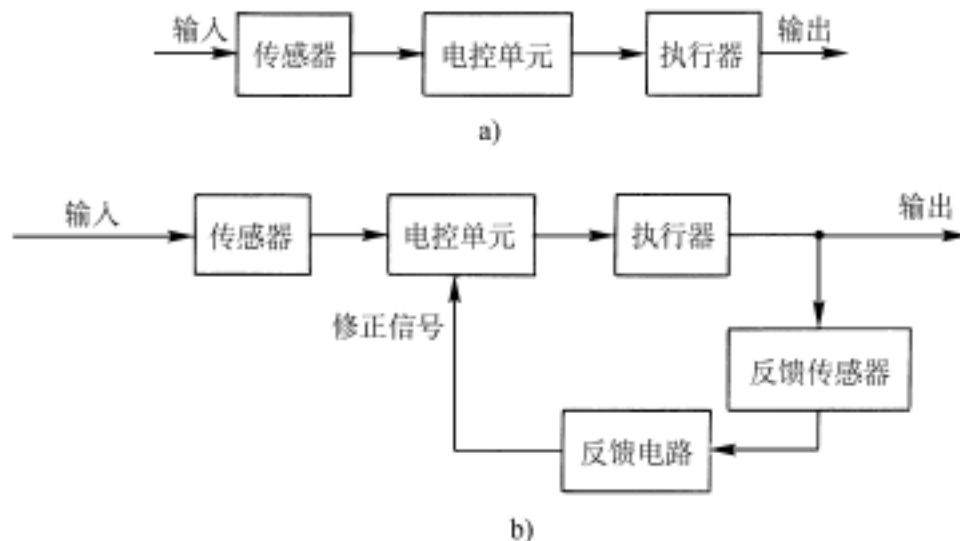 输入
传感器
电控单元
执行器
输出
a)
输入
传感器
电控单元
执行器
输出
修正信号
反馈传感器
反馈电路
b)